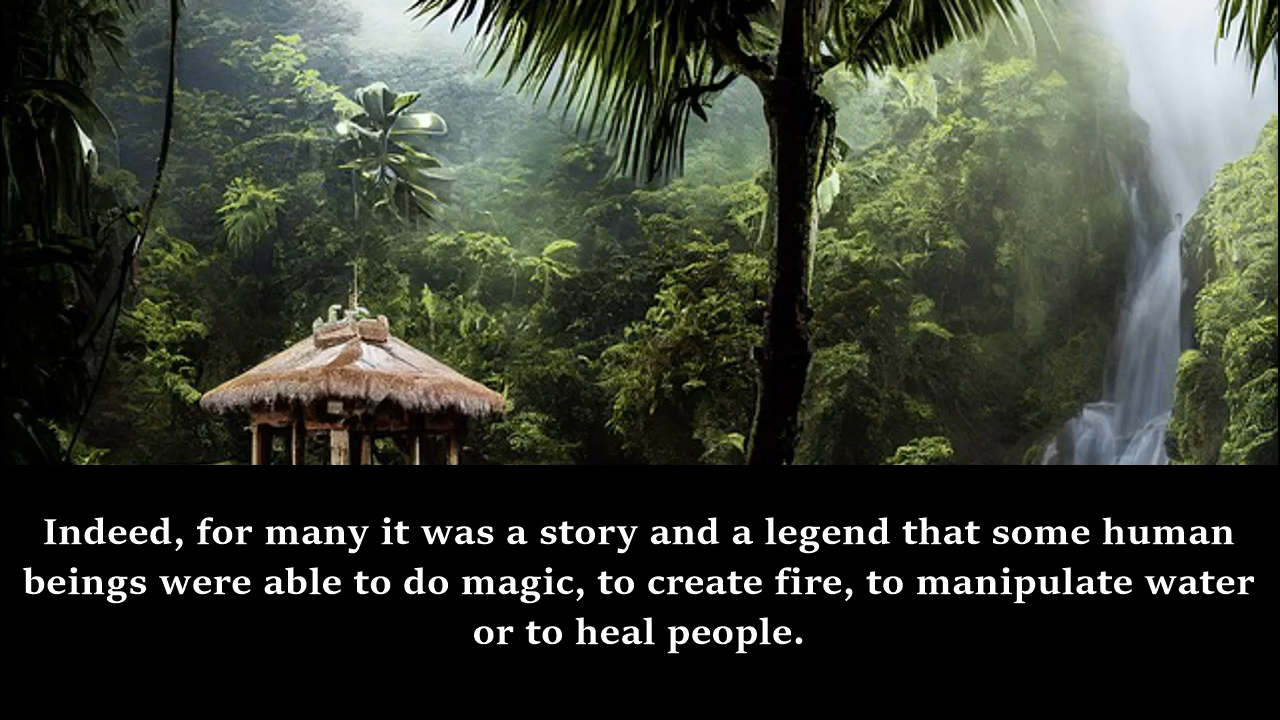 Indeed, for many it was a story and a legend that some human
beings were able to do magic, to create fire, to manipulate water
or to heal people.